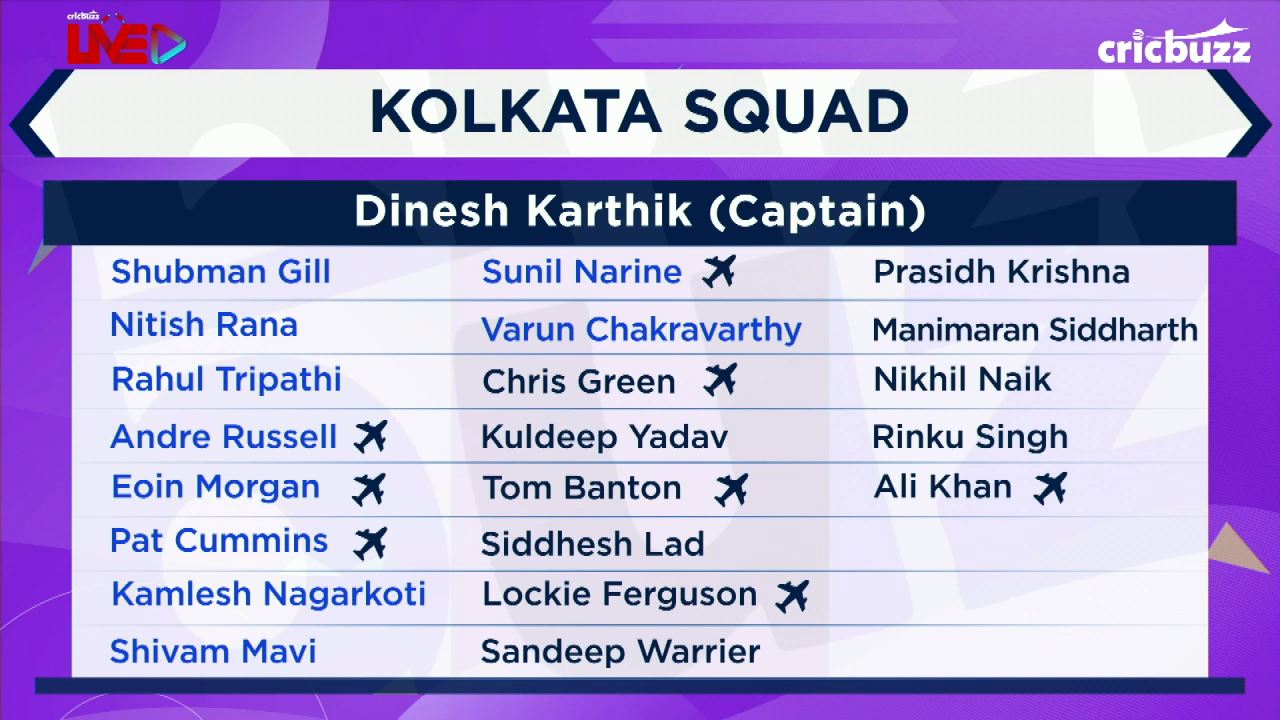 cricbuzz
LIVE
cricbuzz
KOLKATA SQUAD
Dinesh Karthik (Captain)
Shubman Gill
Nitish Rana
Rahul Tripathi
Andre Russell
Eoin Morgan
Pat Cummins
Kamlesh Nagarkoti
Shivam Mavi
Sunil Narine
Varun Chakravarthy
Chris Green
Kuldeep Yadav
Tom Banton
Siddhesh Lad
Lockie Ferguson
Sandeep Warrier
Prasidh Krishna
Manimaran Siddharth
Nikhil Naik
Rinku Singh
Ali Khan